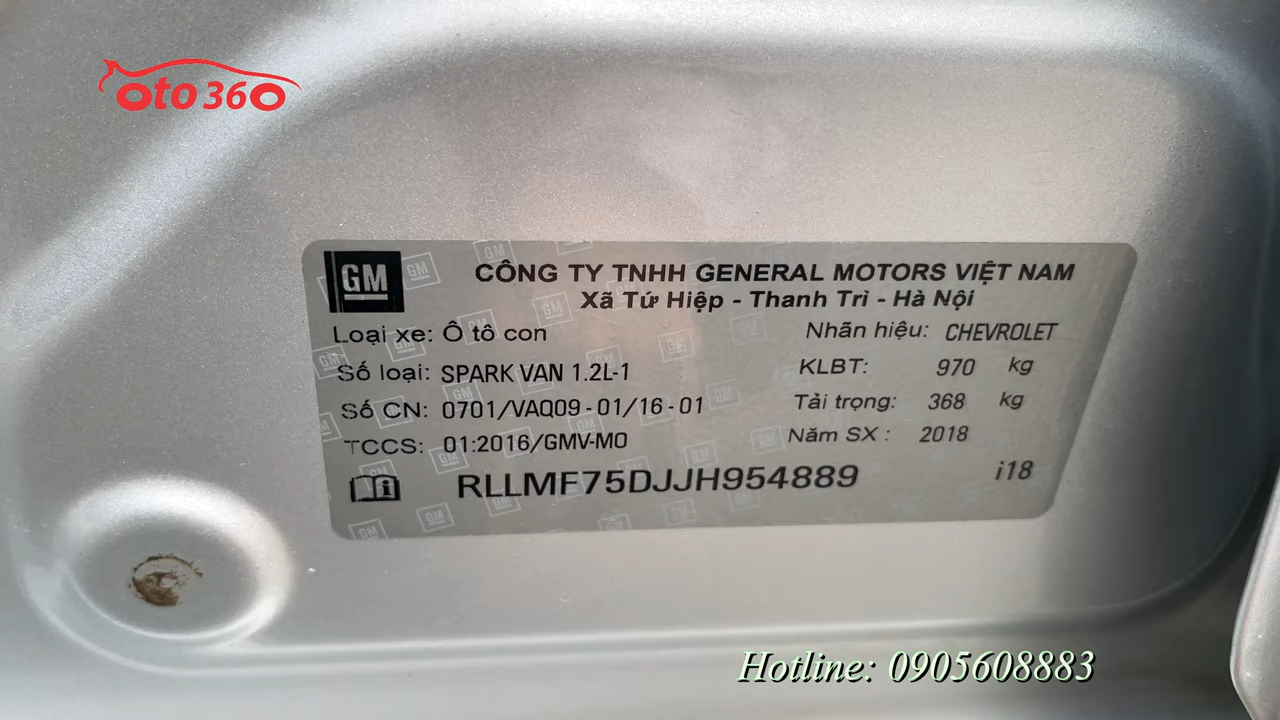 oto 360
GM CÔNG TY TNHH GENERAL MOTORS VIỆT NAM
Xã Tứ Hiệp - Thanh Trì - Hà Nội
Loại xe: Ô tô con Nhãn hiệu: CHEVROLET
Số loại: SPARK VAN 1.2L-1 KLBT: 970 kg
Số CN: 0701/VAQ09 - 01/16 - 01 Tải trọng: 368 kg
TCCS: 01:2016/GMV-MO Năm SX : 2018
RLLMF75DJJH954889 i18
Hotline: 0905608883